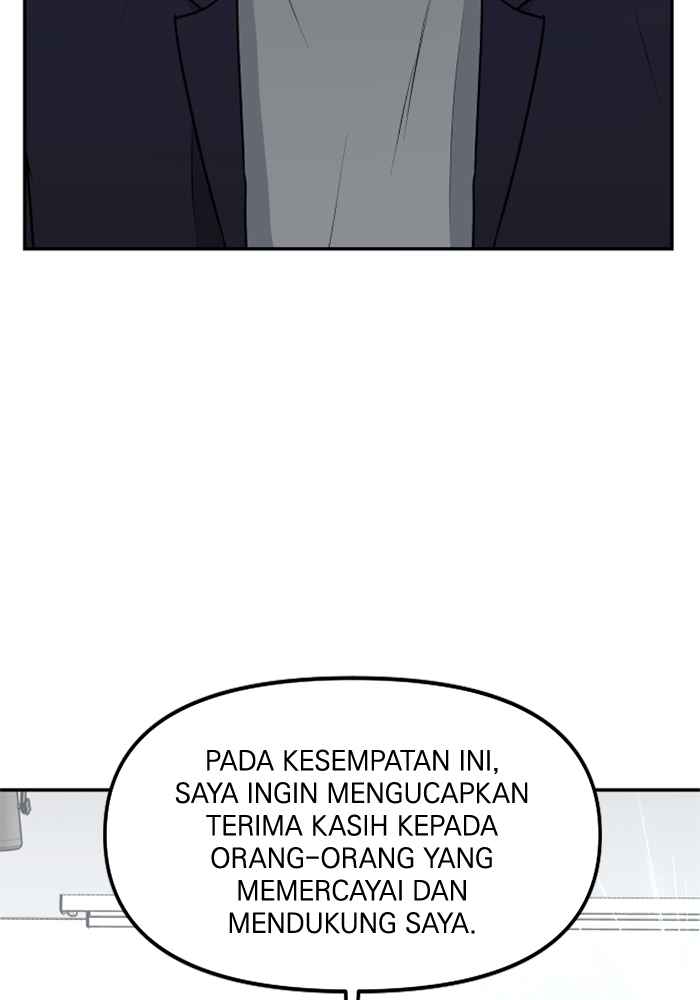 PADA KESEMPATAN INI,
SAYA INGIN MENGUCAPKAN
TERIMA KASIH KEPADA
ORANG-ORANG YANG
MEMERCAYAI DAN
MENDUKUNG SAYA.